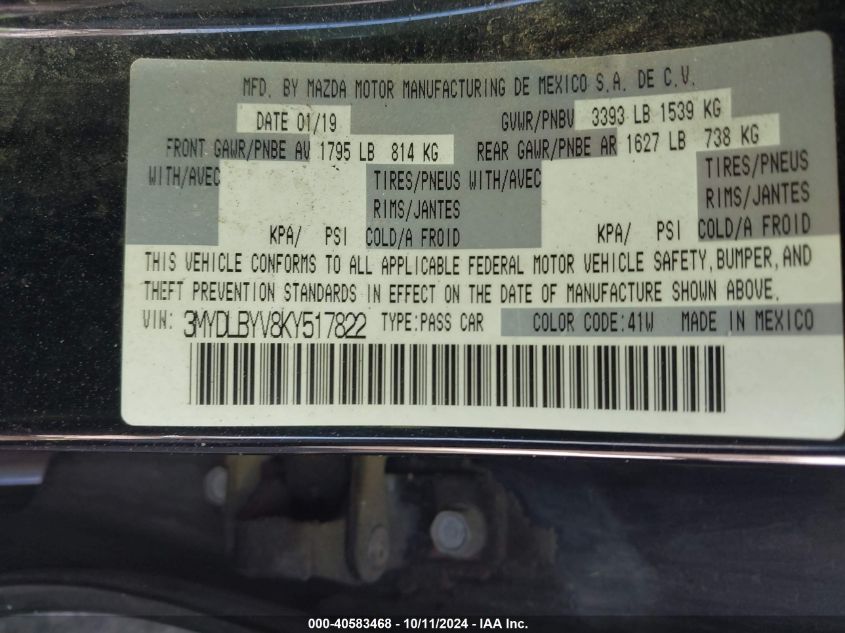 MFD. BY MAZDA MOTOR MANUFACTURING DE MEXICO S.A. DE C.V.
DATE 01/19 GVWR/PNBV 3393 LB 1539 KG
FRONT GAWR/PNBE AV 1795 LB 814 KG REAR GAWR/PNBE AR 1627 LB 738 KG
WITH/AVEC TIRES/PNEUS WITH/AVEC TIRES/PNEUS
RIMS/JANTES RIMS/JANTES
KPA/ PSI COLD/A FROID KPA/ PSI COLD/A FROID
THIS VEHICLE CONFORMS TO ALL APPLICABLE FEDERAL MOTOR VEHICLE SAFETY, BUMPER, AND
THEFT PREVENTION STANDARDS IN EFFECT ON THE DATE OF MANUFACTURE SHOWN ABOVE.
VIN: 3MYDLBYV8KY517822 TYPE:PASS CAR COLOR CODE:41W MADE IN MEXICO
000-40583468 - 10/11/2024 - IAA Inc.